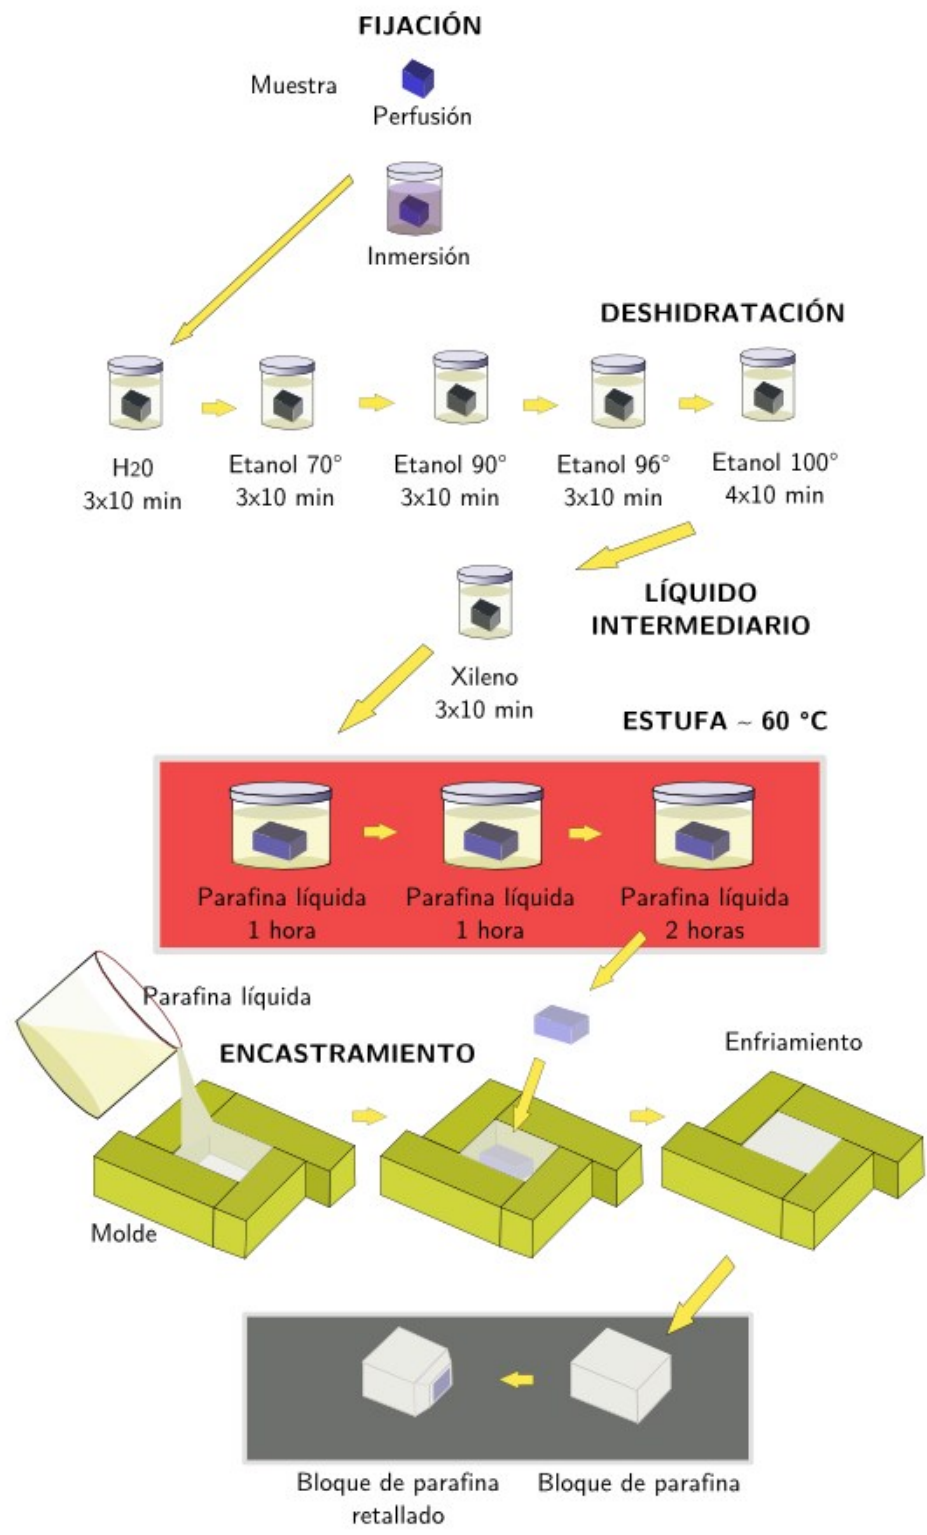 FIJACIÓN
Muestra
Perfusión
Inmersión
DESHIDRATACIÓN
H20
3x10 min
Etanol 70°
3x10 min
Etanol 90°
3x10 min
Etanol 96°
3x10 min
Etanol 100°
4x10 min
LÍQUIDO
INTERMEDIARIO
Xileno
3x10 min
ESTUFA ~ 60 °C
Parafina líquida
1 hora
Parafina líquida
1 hora
Parafina líquida
2 horas
Parafina líquida
ENCASTRAMIENTO
Enfriamiento
Molde
Bloque de parafina
retallado
Bloque de parafina